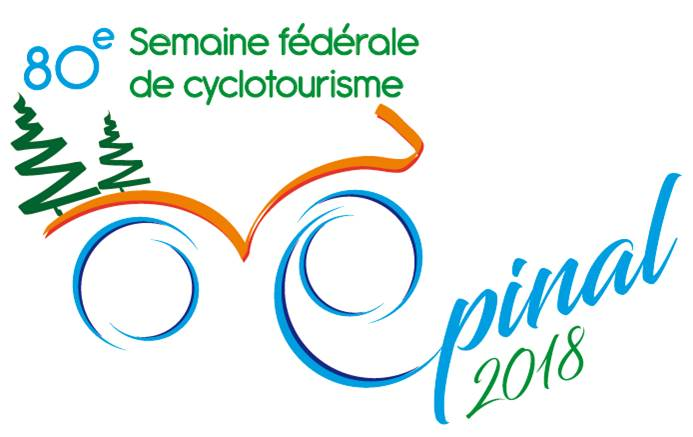 80e Semaine fédérale
de cyclotourisme
epinal
2018